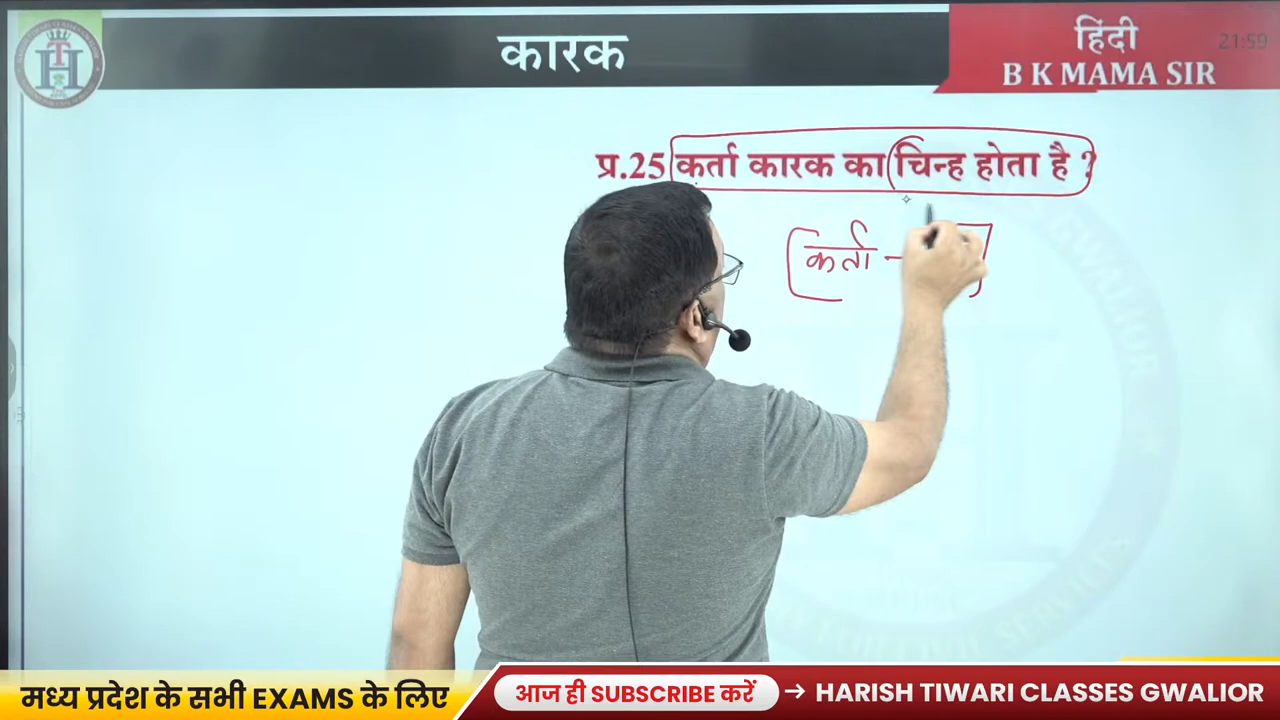 कारक
हिंदी
21:59
B K MAMA SIR
प्र.25 कर्ता कारक का चिन्ह होता है ?
कर्ता -
मध्य प्रदेश के सभी EXAMS के लिए
आज ही SUBSCRIBE करें
→ HARISH TIWARI CLASSES GWALIOR